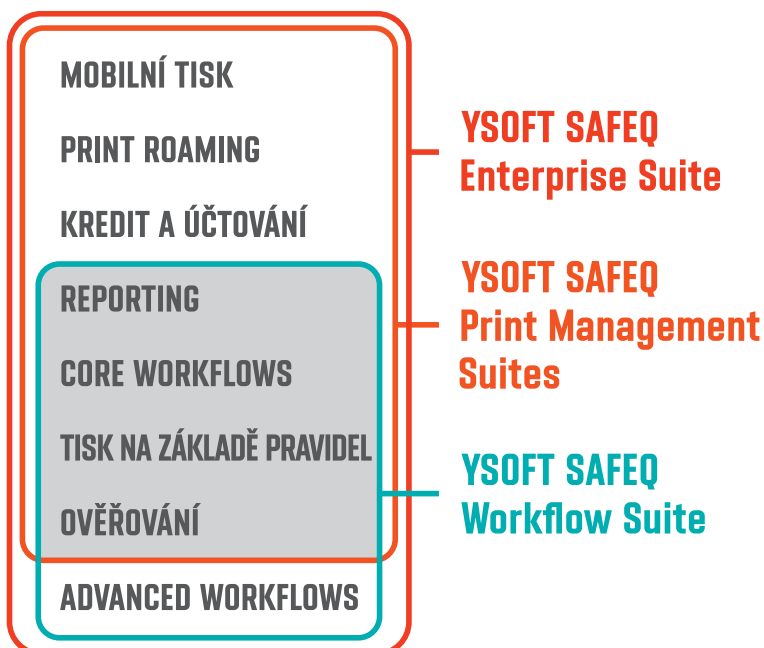 MOBILNÍ TISK
PRINT ROAMING
KREDIT A ÚČTOVÁNÍ
REPORTING
CORE WORKFLOWS
TISK NA ZÁKLADĚ PRAVIDEL
OVĚŘOVÁNÍ
ADVANCED WORKFLOWS
YSOFT SAFEQ
Enterprise Suite
YSOFT SAFEQ
Print Management
Suites
YSOFT SAFEQ
Workflow Suite